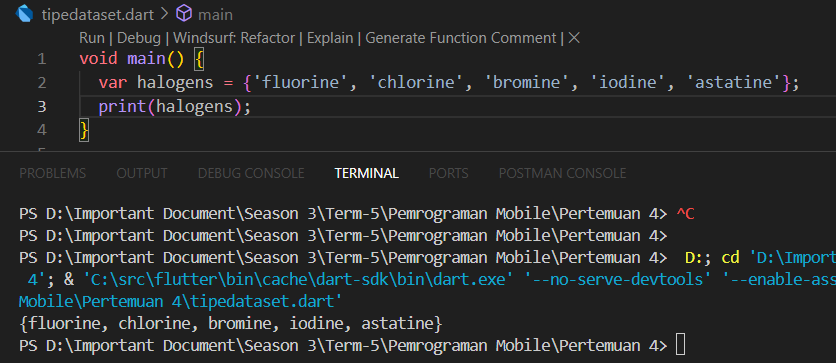 tipedataset.dart > main
Run | Debug | Windsurf: Refactor | Explain | Generate Function Comment | ×
1 void main() {
2 var halogens = {'fluorine', 'chlorine', 'bromine', 'iodine', 'astatine'};
3 print(halogens);
4 }
PROBLEMS OUTPUT DEBUG CONSOLE TERMINAL PORTS POSTMAN CONSOLE
PS D:\Important Document\Season 3\Term-5\Pemrograman Mobile\Pertemuan 4> ^C
PS D:\Important Document\Season 3\Term-5\Pemrograman Mobile\Pertemuan 4>
PS D:\Important Document\Season 3\Term-5\Pemrograman Mobile\Pertemuan 4> D:; cd 'D:\Import
4'; & 'C:\src\flutter\bin\cache\dart-sdk\bin\dart.exe' '--no-serve-devtools' '--enable-ass
Mobile\Pertemuan 4\tipedataset.dart'
{fluorine, chlorine, bromine, iodine, astatine}
PS D:\Important Document\Season 3\Term-5\Pemrograman Mobile\Pertemuan 4>